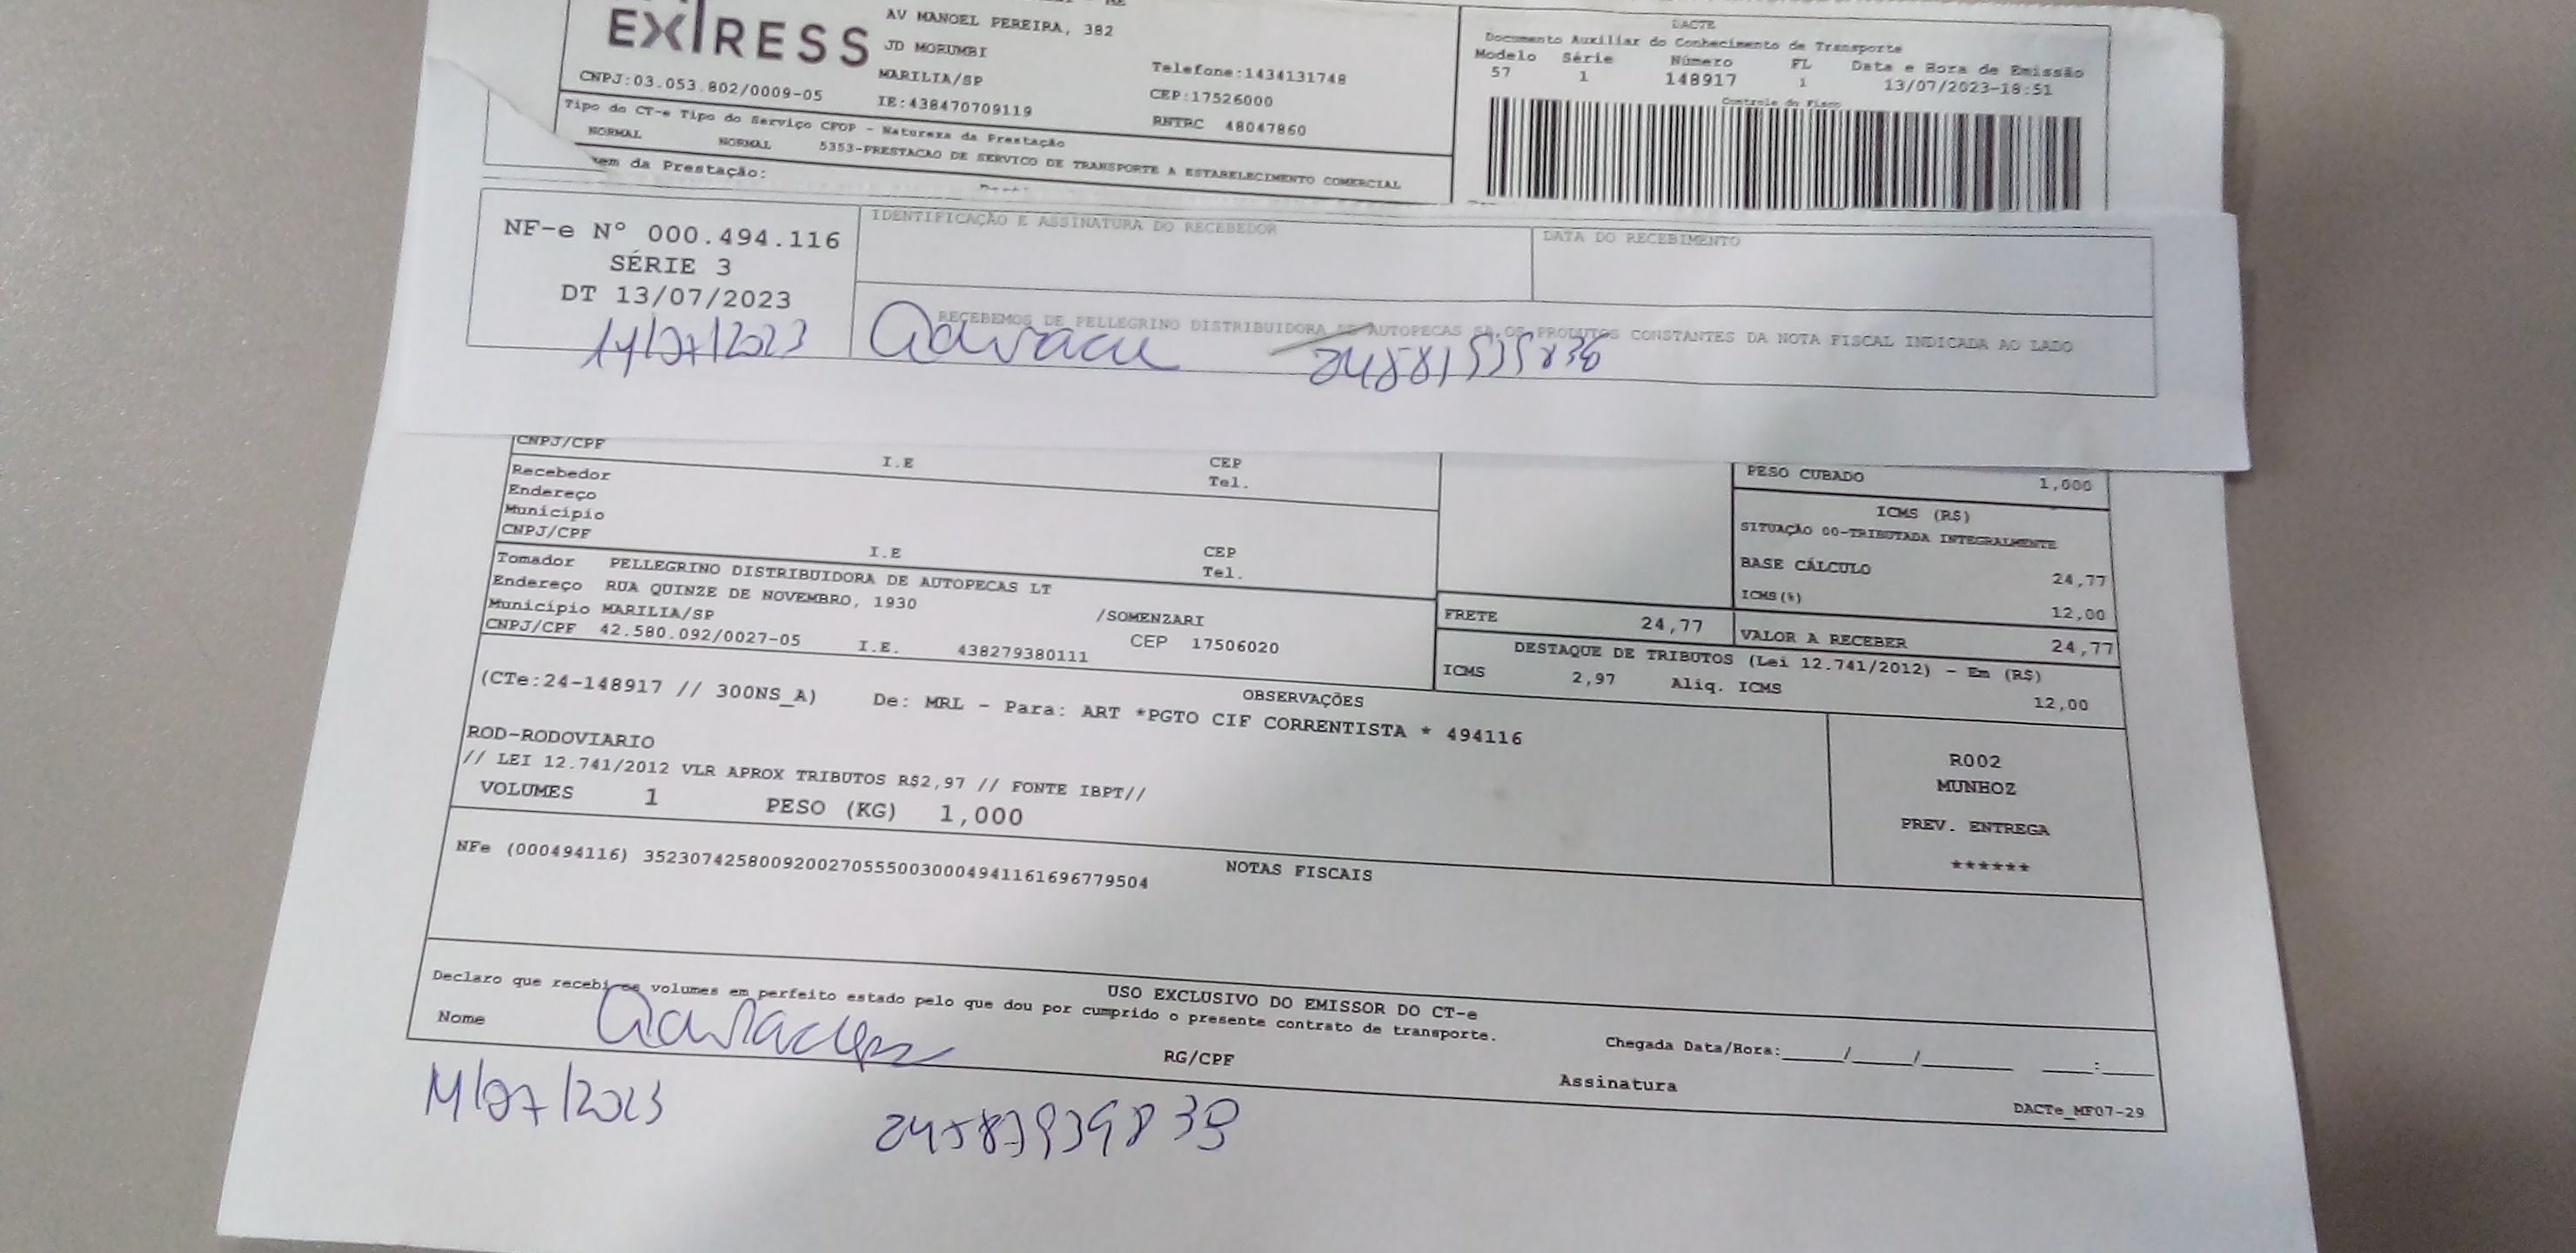 EXPRESS
AV MANOEL PEREIRA, 382
JD MORUMBI
MARILIA/SP
Telefone:1434131748
CNPJ:03.053.802/0009-05
IE:438470709119
CEP:17526000
RNTRC 48047860
Tipo do CT-e Tipo do Serviço CFOP - Natureza da Prestação
NORMAL NORMAL 5353-PRESTACAO DE SERVICO DE TRANSPORTE A ESTABELECIMENTO COMERCIAL
da Prestação:
DACTE
Documento Auxiliar do Conhecimento de Transporte
Modelo Série Número FL Data e Hora de Emissão
57 1 148917 1 13/07/2023-18:51
Controle do Fisco
NF-e Nº 000.494.116
SÉRIE 3
DT 13/07/2023
14/07/2023
IDENTIFICAÇÃO E ASSINATURA DO RECEBEDOR
DATA DO RECEBIMENTO
RECEBEMOS DE PELLEGRINO DISTRIBUIDORA DE AUTOPECAS SA,OS PRODUTOS CONSTANTES DA NOTA FISCAL INDICADA AO LADO
CNPJ/CPF I.E CEP
Tel.
Recebedor
Endereço
Município
CNPJ/CPF I.E CEP
Tel.
Tomador PELLEGRINO DISTRIBUIDORA DE AUTOPECAS LT
Endereço RUA QUINZE DE NOVEMBRO, 1930 /SOMENZARI
Município MARILIA/SP CEP 17506020
CNPJ/CPF 42.580.092/0027-05 I.E. 438279380111
PESO CUBADO 1,000
ICMS (R$)
SITUAÇÃO 00-TRIBUTADA INTEGRALMENTE
BASE CÁLCULO 24,77
ICMS(%) 12,00
FRETE 24,77 VALOR A RECEBER 24,77
DESTAQUE DE TRIBUTOS (Lei 12.741/2012) - Em (R$)
ICMS 2,97 Aliq. ICMS 12,00
OBSERVAÇÕES
(CTe:24-148917 // 300NS_A) De: MRL - Para: ART *PGTO CIF CORRENTISTA * 494116
ROD-RODOVIARIO
// LEI 12.741/2012 VLR APROX TRIBUTOS R$2,97 // FONTE IBPT//
VOLUMES 1 PESO (KG) 1,000
R002
MUNHOZ
PREV. ENTREGA
******
NOTAS FISCAIS
NFe (000494116) 35230742580092002705550030004941161696779504
USO EXCLUSIVO DO EMISSOR DO CT-e
Declaro que recebi os volumes em perfeito estado pelo que dou por cumprido o presente contrato de transporte.
Nome RG/CPF Assinatura
Chegada Data/Hora:_____/_____/________ ____:_____
DACTe_MF07-29
14/07/2023